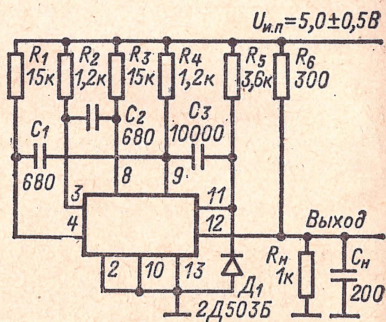 Uи.п=5,0±0,5В
R1 R2 R3 R4 R5 R6
15к 1,2к 15к 1,2к 3,6к 300
C1 C2 C3
680 680 10000
8 9
3 11
4 12
Выход
2 10 13
Д1
2Д503Б
Rн
1к
Cн
200